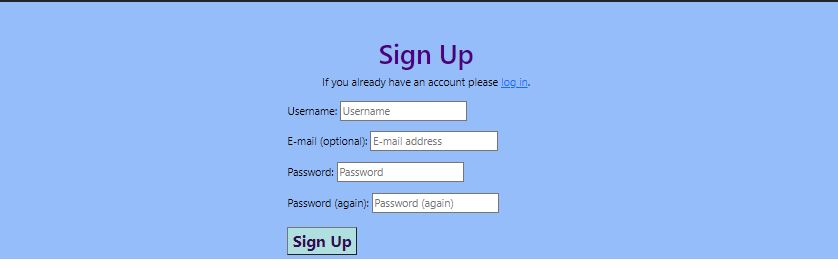 Sign Up
If you already have an account please log in.
Username: Username
E-mail (optional): E-mail address
Password: Password
Password (again): Password (again)
Sign Up